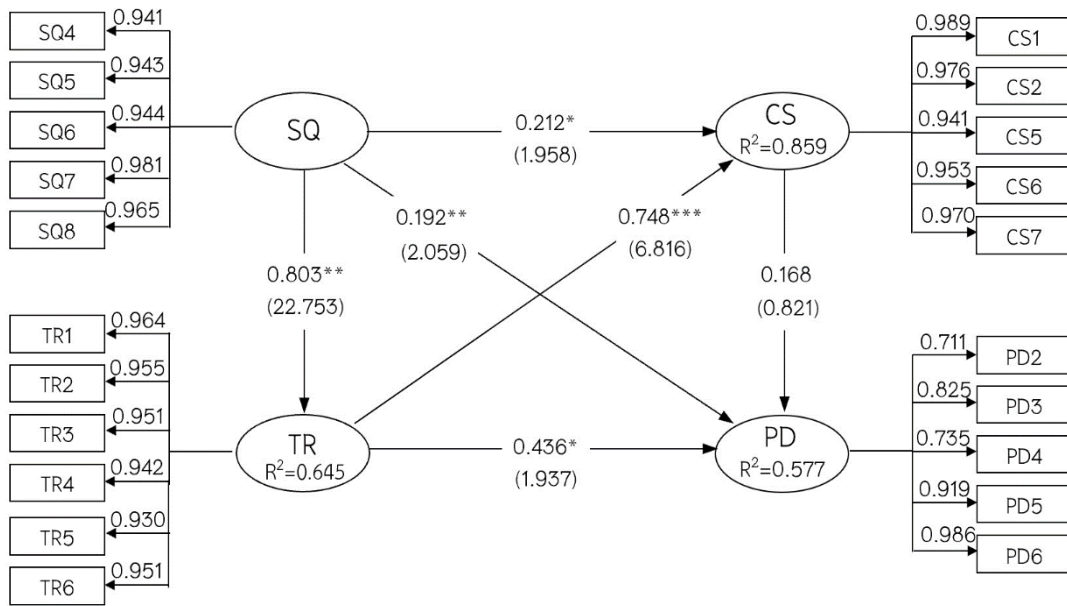 0.941
SQ4
0.943
SQ5
0.944
SQ6
0.981
SQ7
0.965
SQ8
SQ
0.212*
(1.958)
CS
R²=0.859
0.989
CS1
0.976
CS2
0.941
CS5
0.953
CS6
0.970
CS7
0.192**
(2.059)
0.748***
(6.816)
0.803**
(22.753)
0.168
(0.821)
0.964
TR1
0.955
TR2
0.951
TR3
0.942
TR4
0.930
TR5
0.951
TR6
TR
R²=0.645
0.436*
(1.937)
PD
R²=0.577
0.711
PD2
0.825
PD3
0.735
PD4
0.919
PD5
0.986
PD6